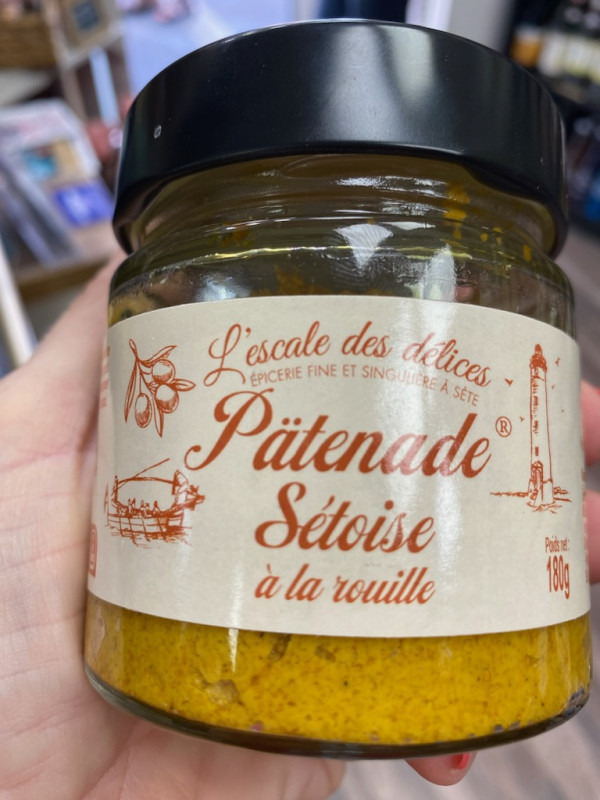 L'escale des délices
ÉPICERIE FINE ET SINGULIÈRE À SÈTE
Pätenade®
Sétoise
à la rouille
Poids net :
180g